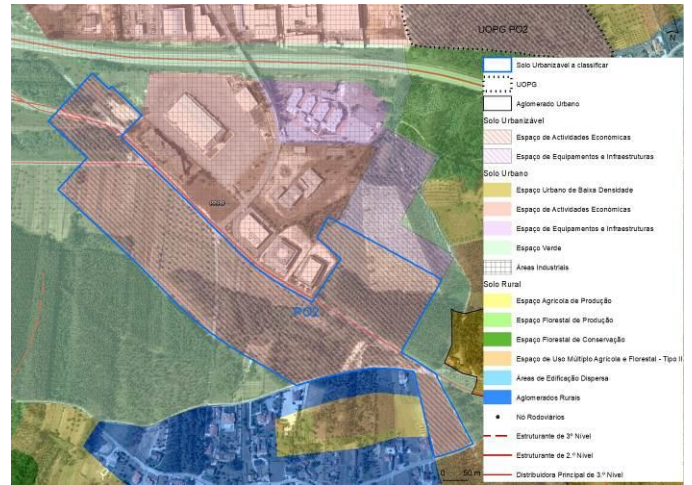 UOPG PO2
PO2
0 50 m
Solo Urbanizável a classificar
UOPG
Aglomerado Urbano
Solo Urbanizável
Espaço de Actividades Económicas
Espaço de Equipamentos e Infraestruturas
Solo Urbano
Espaço Urbano de Baixa Densidade
Espaço de Actividades Económicas
Espaço de Equipamentos e Infraestruturas
Espaço Verde
Áreas Industriais
Solo Rural
Espaço Agrícola de Produção
Espaço Florestal de Produção
Espaço Florestal de Conservação
Espaço de Uso Múltiplo Agrícola e Florestal - Tipo II
Áreas de Edificação Dispersa
Aglomerados Rurais
Nó Rodoviários
Estruturante de 3º Nível
Estruturante de 2.º Nível
Distribuidora Principal de 3.º Nível